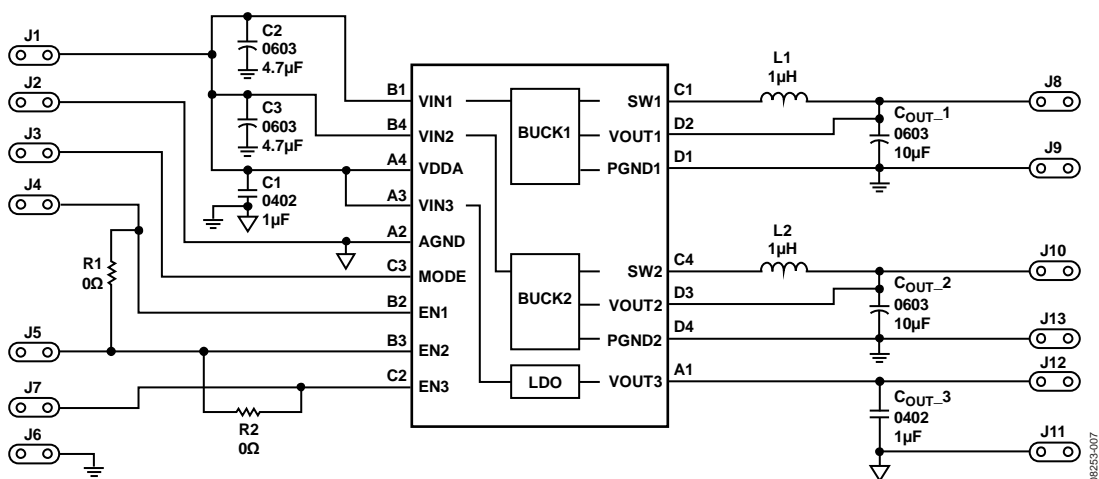 J1
J2
J3
J4
J5
J7
J6
C2
0603
4.7µF
C3
0603
4.7µF
C1
0402
1µF
R1
0Ω
R2
0Ω
B1
B4
A4
A3
A2
C3
B2
B3
C2
VIN1
VIN2
VDDA
VIN3
AGND
MODE
EN1
EN2
EN3
BUCK1
BUCK2
LDO
SW1
VOUT1
PGND1
SW2
VOUT2
PGND2
VOUT3
C1
D2
D1
C4
D3
D4
A1
L1
1µH
L2
1µH
COUT_1
0603
10µF
COUT_2
0603
10µF
COUT_3
0402
1µF
J8
J9
J10
J13
J12
J11
08253-007